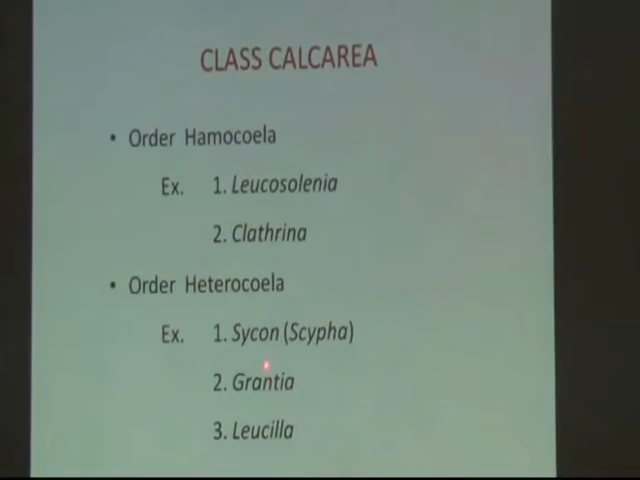 CLASS CALCAREA
• Order Hamocoela
Ex. 1. Leucosolenia
2. Clathrina
• Order Heterocoela
Ex. 1. Sycon (Scypha)
2. Grantia
3. Leucilla